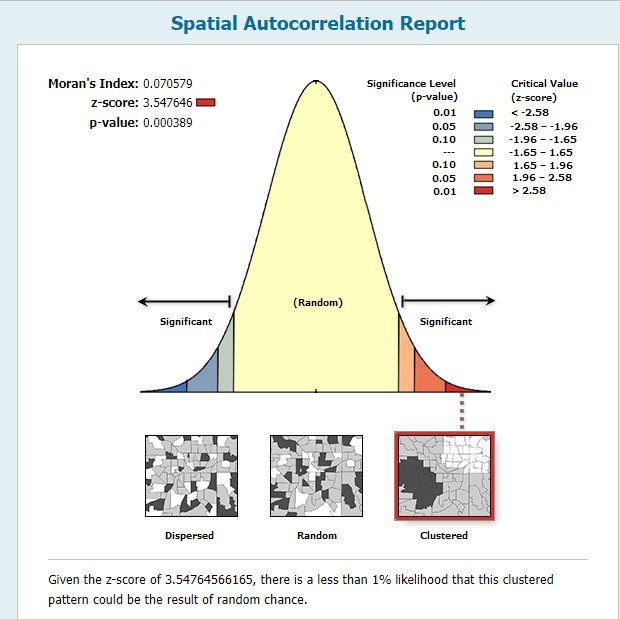 Spatial Autocorrelation Report
Moran's Index: 0.070579
z-score: 3.547646
p-value: 0.000389
Significance Level
(p-value)
Critical Value
(z-score)
0.01 < -2.58
0.05 -2.58 – -1.96
0.10 -1.96 – -1.65
--- -1.65 – 1.65
0.10 1.65 – 1.96
0.05 1.96 – 2.58
0.01 > 2.58
(Random)
Significant
Significant
Dispersed
Random
Clustered
Given the z-score of 3.54764566165, there is a less than 1% likelihood that this clustered
pattern could be the result of random chance.